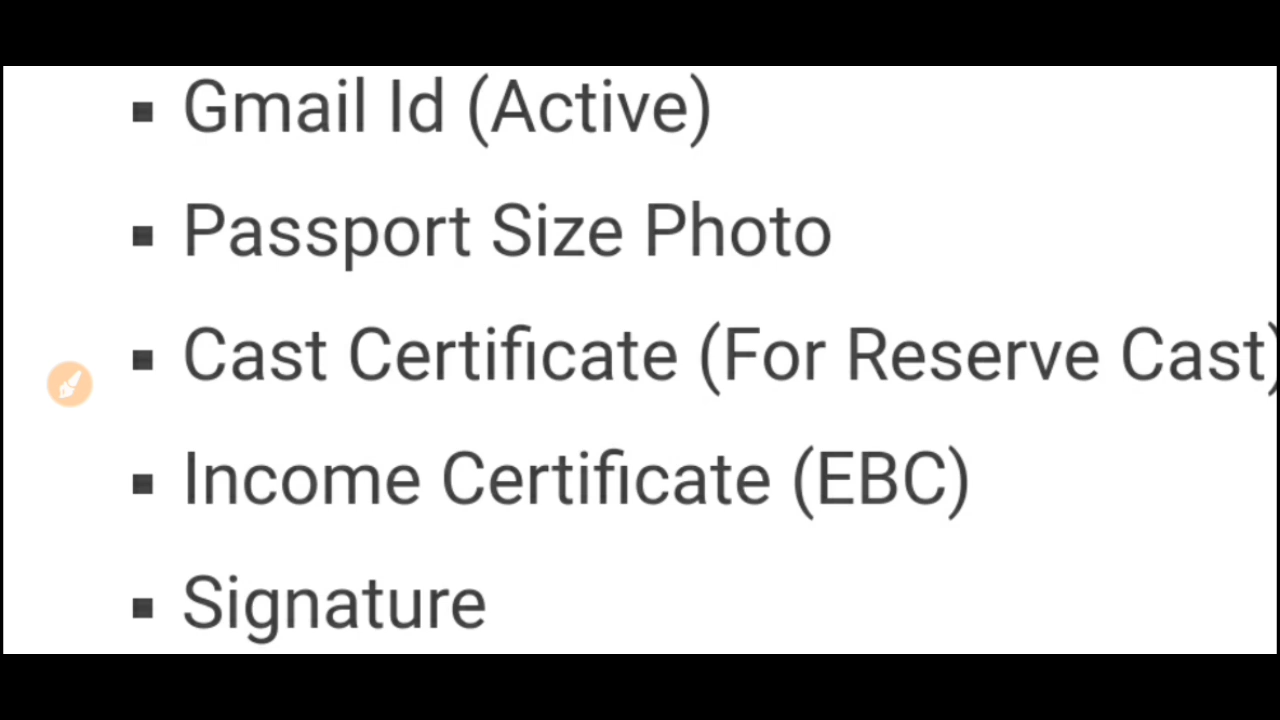 ▪ Gmail Id (Active)
▪ Passport Size Photo
▪ Cast Certificate (For Reserve Cast)
▪ Income Certificate (EBC)
▪ Signature